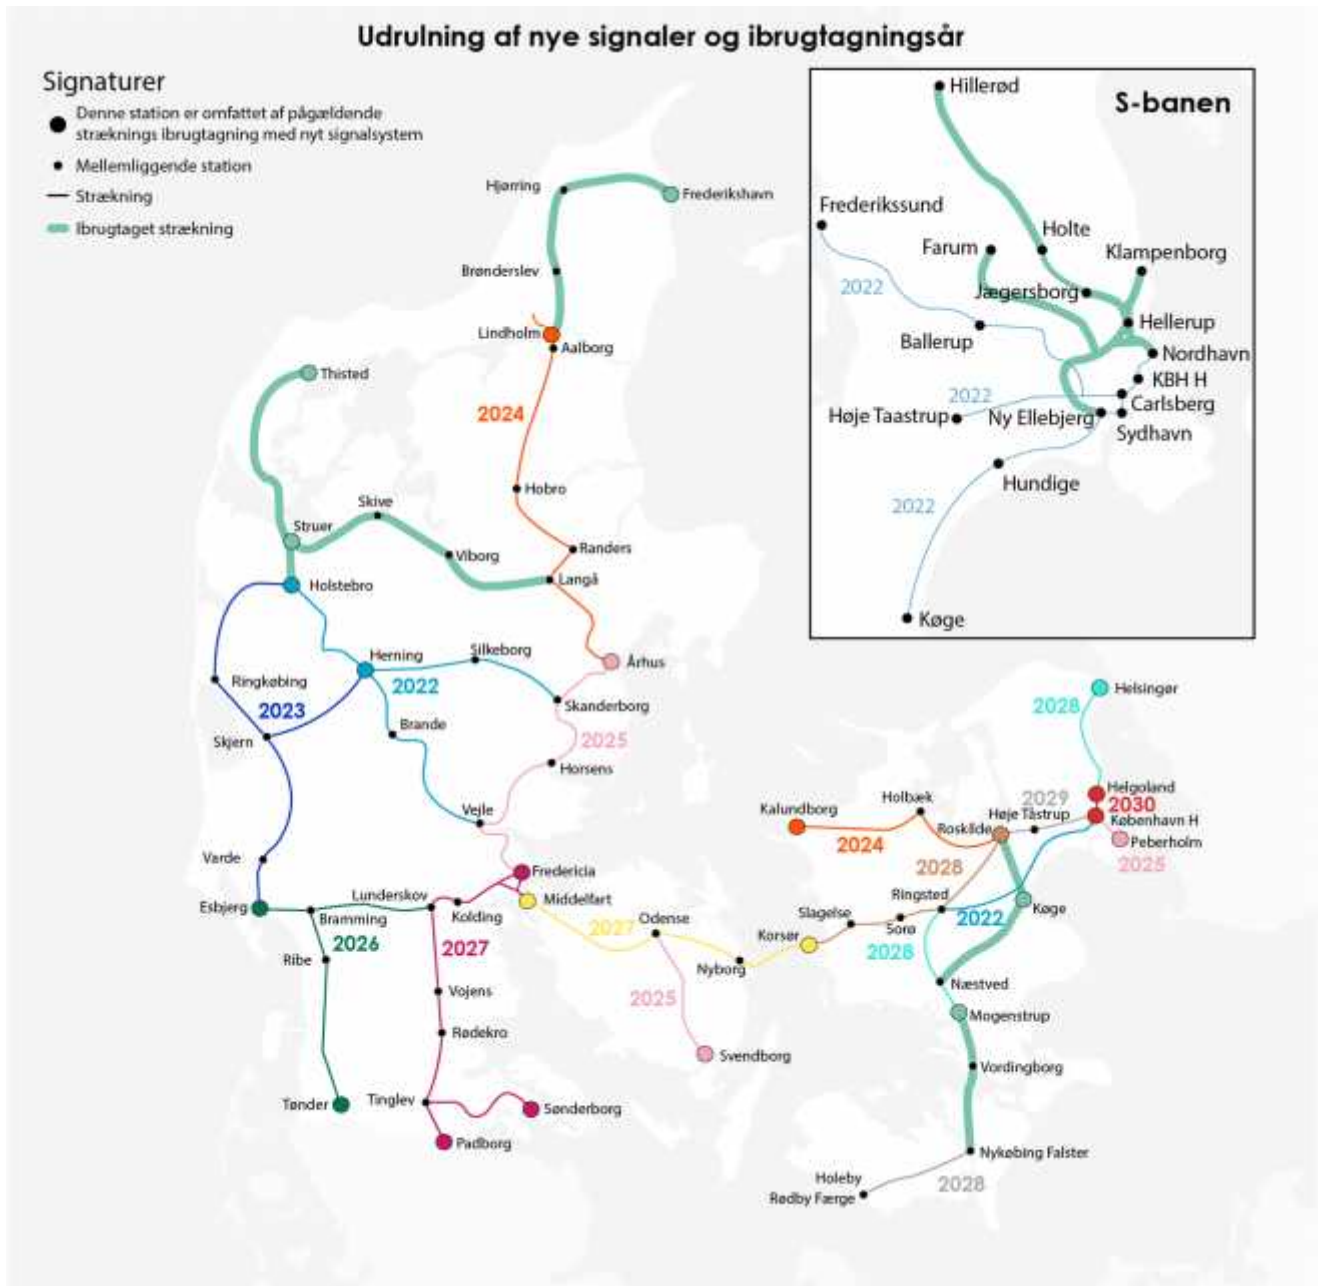 Udrulning af nye signaler og ibrugtagningsår
Signaturer
Denne station er omfattet af pågældende
stræknings ibrugtagning med nyt signalsystem
Mellemliggende station
Strækning
Ibrugtaget strækning
S-banen
Hillerød
Frederikssund
Farum
Holte
Klampenborg
2022
Jægersborg
Ballerup
Hellerup
Nordhavn
KBH H
2022
Carlsberg
Høje Taastrup
Ny Ellebjerg
Sydhavn
Hundige
2022
Køge
Hjørring
Frederikshavn
Brønderslev
Lindholm
Aalborg
Thisted
2024
Hobro
Skive
Struer
Viborg
Randers
Langå
Holstebro
Herning
Silkeborg
Århus
Ringkøbing
2022
2023
Skanderborg
Skjern
Brande
2025
Horsens
Vejle
Varde
Fredericia
Lunderskov
Middelfart
Esbjerg
Kolding
Bramming
2026
2027
Ribe
Vojens
Rødekro
Tinglev
Tønder
Sønderborg
Padborg
2027
Odense
Nyborg
Korsør
2025
Svendborg
Helsingør
2028
Helgoland
2030
2029
København H
Holbæk
Høje Tåstrup
Kalundborg
Roskilde
Peberholm
2024
2028
2025
Ringsted
Slagelse
Sorø
2022
Køge
2028
Næstved
Mogenstrup
Vordingborg
Nykøbing Falster
Holeby
2028
Rødby Færge